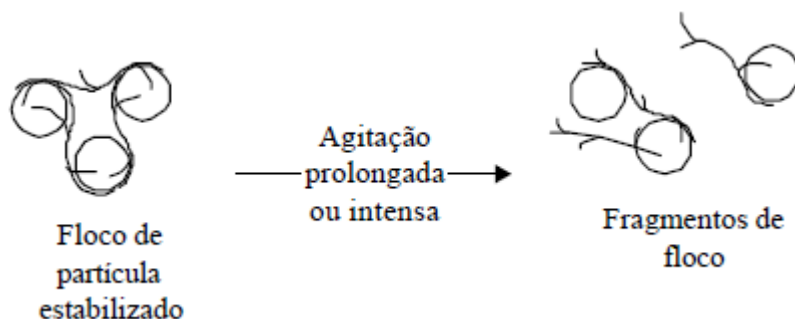 Floco de
partícula
estabilizado
Agitação
prolongada
ou intensa
Fragmentos de
floco